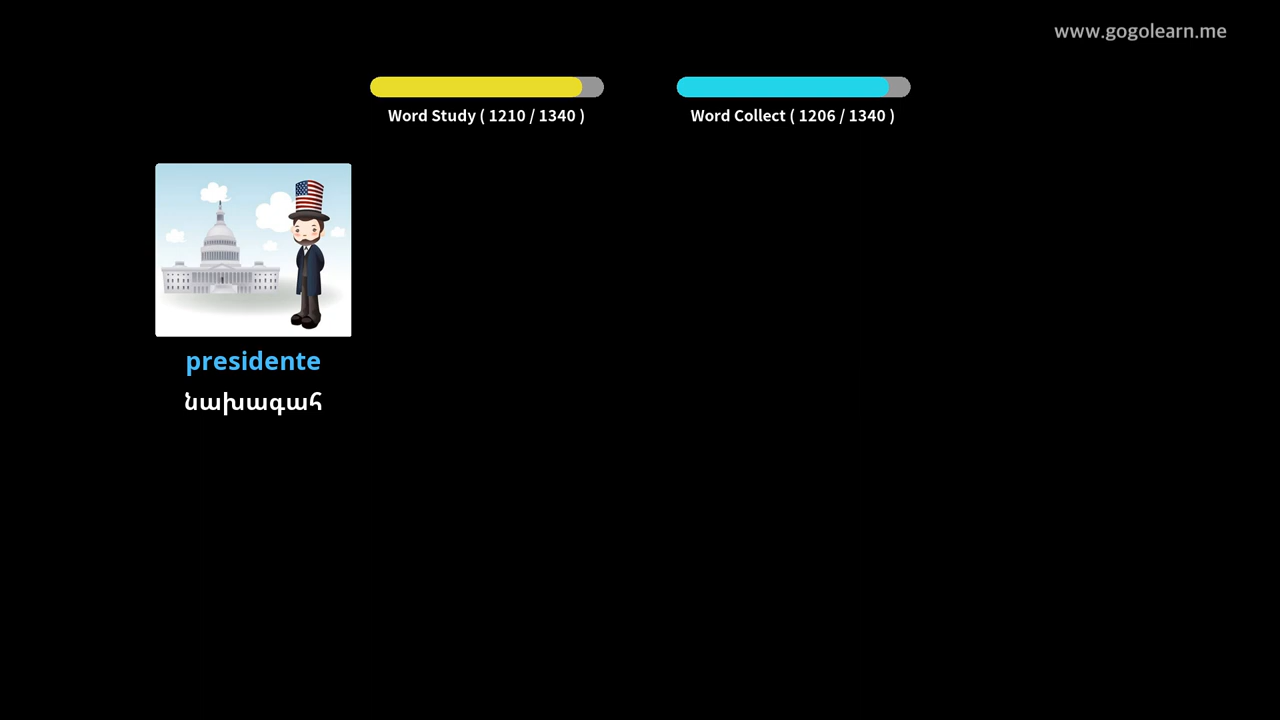 www.gogolearn.me
Word Study ( 1210 / 1340 )
Word Collect ( 1206 / 1340 )
presidente
նախագահ